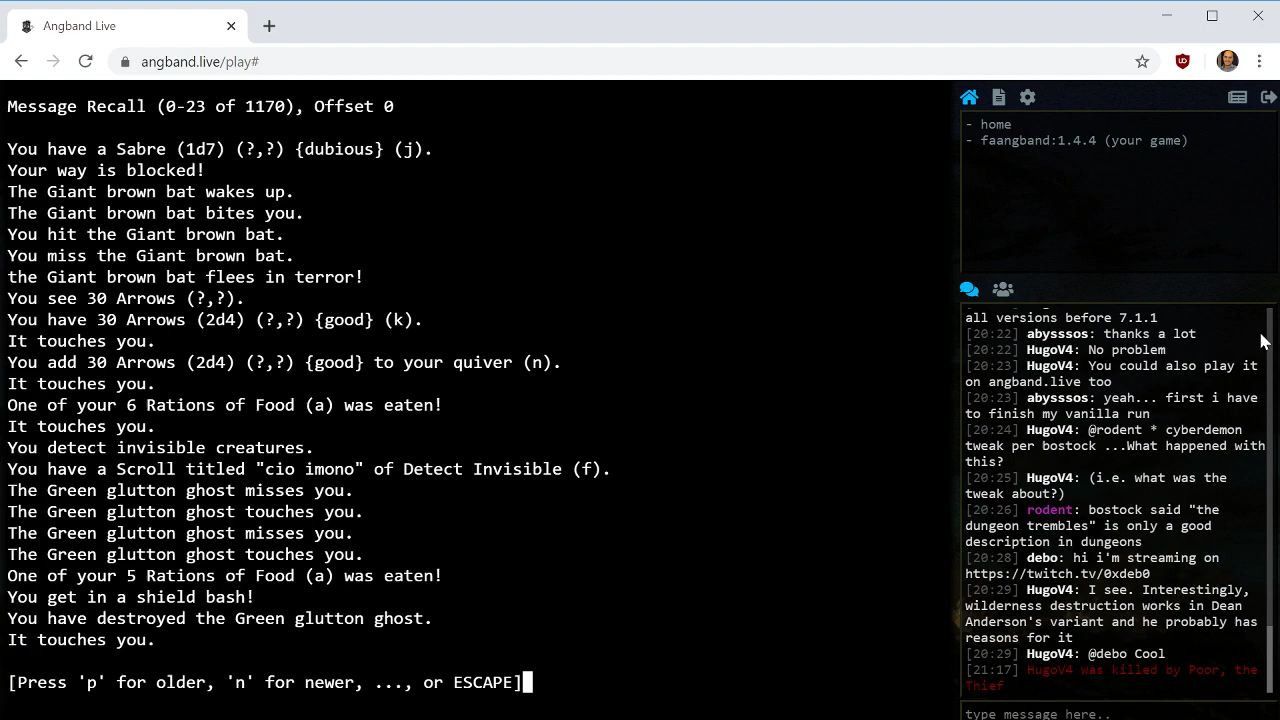 Angband Live
angband.live/play#
Message Recall (0-23 of 1170), Offset 0
You have a Sabre (1d7) (?,?) {dubious} (j).
Your way is blocked!
The Giant brown bat wakes up.
The Giant brown bat bites you.
You hit the Giant brown bat.
You miss the Giant brown bat.
the Giant brown bat flees in terror!
You see 30 Arrows (?,?).
You have 30 Arrows (2d4) (?,?) {good} (k).
It touches you.
You add 30 Arrows (2d4) (?,?) {good} to your quiver (n).
It touches you.
One of your 6 Rations of Food (a) was eaten!
It touches you.
You detect invisible creatures.
You have a Scroll titled "cio imono" of Detect Invisible (f).
The Green glutton ghost misses you.
The Green glutton ghost touches you.
The Green glutton ghost misses you.
The Green glutton ghost touches you.
One of your 5 Rations of Food (a) was eaten!
You get in a shield bash!
You have destroyed the Green glutton ghost.
It touches you.
[Press 'p' for older, 'n' for newer, ..., or ESCAPE]
- home
- faangband:1.4.4 (your game)
all versions before 7.1.1
[20:22] abysssos: thanks a lot
[20:22] HugoV4: No problem
[20:23] HugoV4: You could also play it
on angband.live too
[20:23] abysssos: yeah... first i have
to finish my vanilla run
[20:24] HugoV4: @rodent * cyberdemon
tweak per bostock ...What happened with
this?
[20:25] HugoV4: (i.e. what was the
tweak about?)
[20:26] rodent: bostock said "the
dungeon trembles" is only a good
description in dungeons
[20:28] debo: hi i'm streaming on
https://twitch.tv/0xdeb0
[20:29] HugoV4: I see. Interestingly,
wilderness destruction works in Dean
Anderson's variant and he probably has
reasons for it
[20:29] HugoV4: @debo Cool
[21:17] HugoV4 was killed by Poor, the
Thief
type message here..